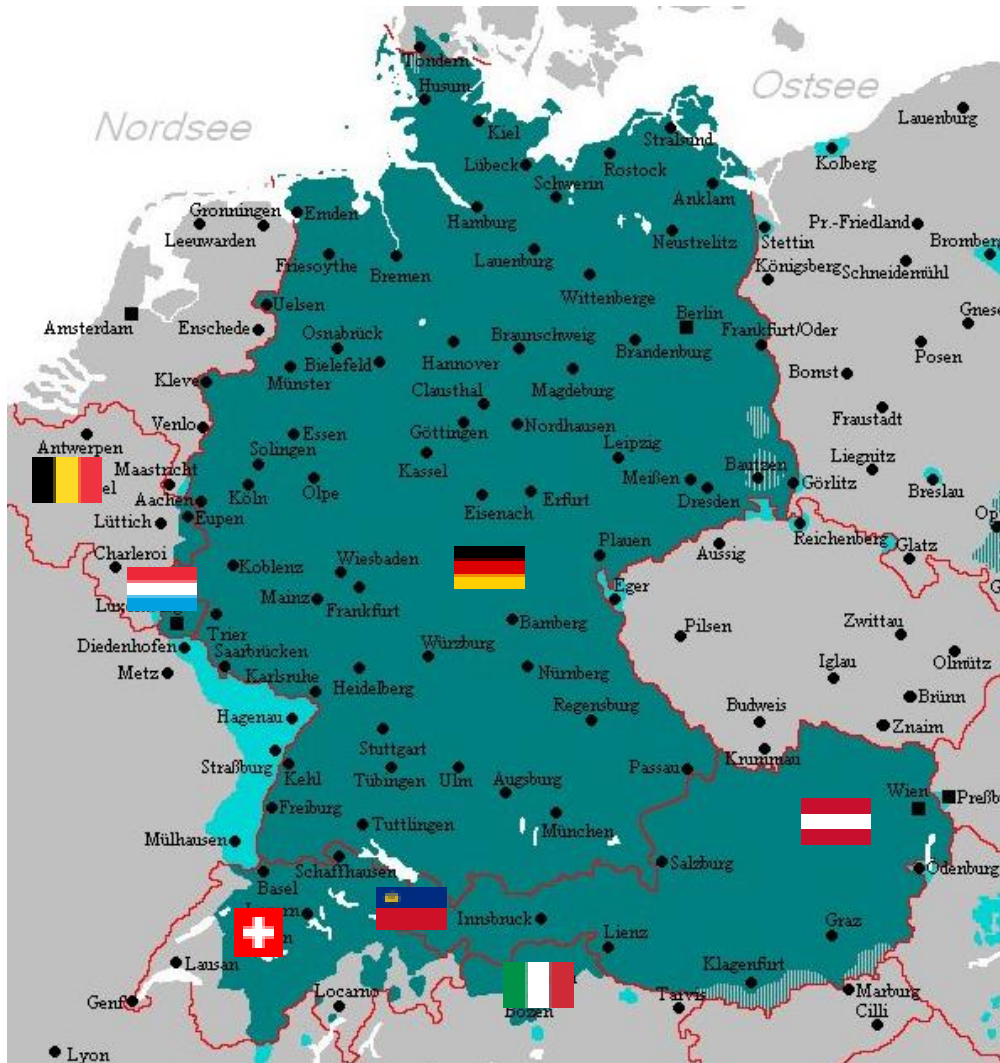 Tondern
Husum
Ostsee
Nordsee
Lauenburg
Kiel
Stralsund
Kolberg
Lübeck
Rostock
Schwerin
Anklam
Gronningen
Emden
Hamburg
Pr.-Friedland
Leeuwarden
Neustrelitz
Stettin
Bromberg
Friesoythe
Bremen
Lauenburg
Königsberg
Schneidemühl
Wittenberge
Uelsen
Berlin
Amsterdam
Enschede
Osnabrück
Braunschweig
Frankfurt/Oder
Gnese
Brandenburg
Posen
Bielefeld
Hannover
Kleve
Münster
Magdeburg
Bomst
Clausthal
Venlo
Fraustadt
Antwerpen
Essen
Göttingen
Nordhausen
Solingen
Leipzig
Liegnitz
Maastricht
Kassel
Bautzen
el
Köln
Olpe
Meißen
Görlitz
Breslau
Aachen
Erfurt
Dresden
Eisenach
Lüttich
Eupen
Op
Reichenberg
Charleroi
Wiesbaden
Plauen
Aussig
Glatz
Koblenz
Eger
G
Mainz
Frankfurt
Lux
Bamberg
Zwittau
Trier
Pilsen
Diedenhofen
Saarbrücken
Würzburg
Olmütz
Metz
Karlsruhe
Nürnberg
Iglau
Heidelberg
Brünn
Hagenau
Regensburg
Budweis
Znaim
Stuttgart
Straßburg
Krummau
Kehl
Tübingen
Ulm
Augsburg
Passau
Wien
Preßb
Freiburg
Tuttlingen
München
Mülhausen
Salzburg
Schaffhausen
Ödenburg
Basel
Innsbruck
Graz
Lienz
Lausan
Klagenfurt
Genf
Locarno
Tarvis
Marburg
Bozen
Cilli
Lyon